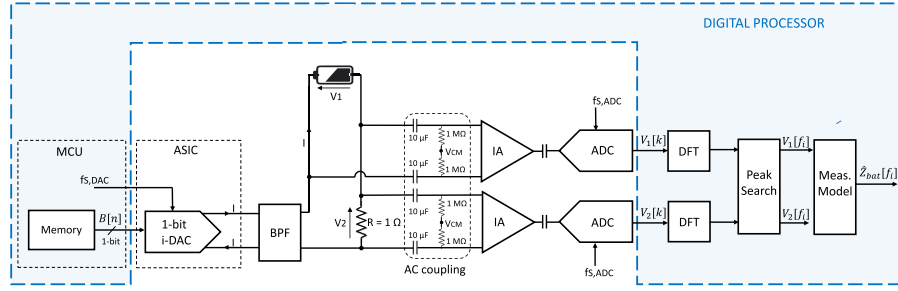 DIGITAL PROCESSOR
V1
fS,ADC
MCU
ASIC
fS,DAC
Memory
B[n]
1-bit
1-bit
i-DAC
I
I
I
BPF
V2
R = 1 Ω
10 µF
1 MΩ
VCM
10 µF
1 MΩ
10 µF
1 MΩ
VCM
10 µF
1 MΩ
AC coupling
IA
IA
ADC
ADC
fS,ADC
V1[k]
V2[k]
DFT
DFT
Peak
Search
V1[fi]
V2[fi]
Meas.
Model
Ẑbat[fi]